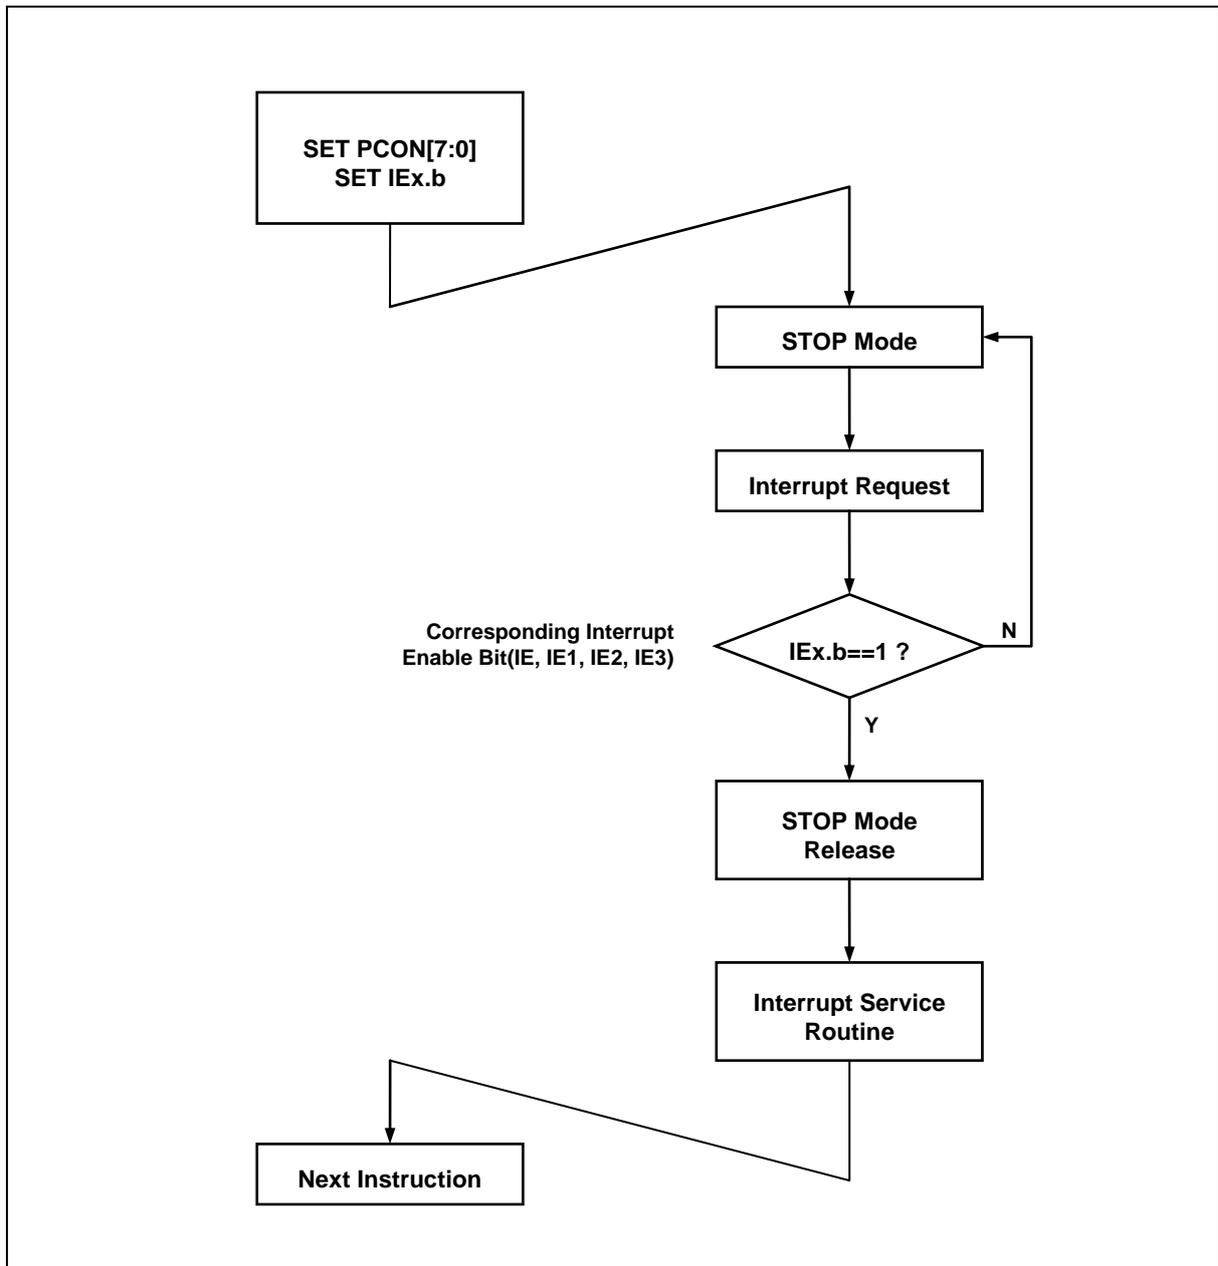 SET PCON[7:0]
SET IEx.b
STOP Mode
Interrupt Request
Corresponding Interrupt
Enable Bit(IE, IE1, IE2, IE3)
IEx.b==1 ?
N
Y
STOP Mode
Release
Interrupt Service
Routine
Next Instruction